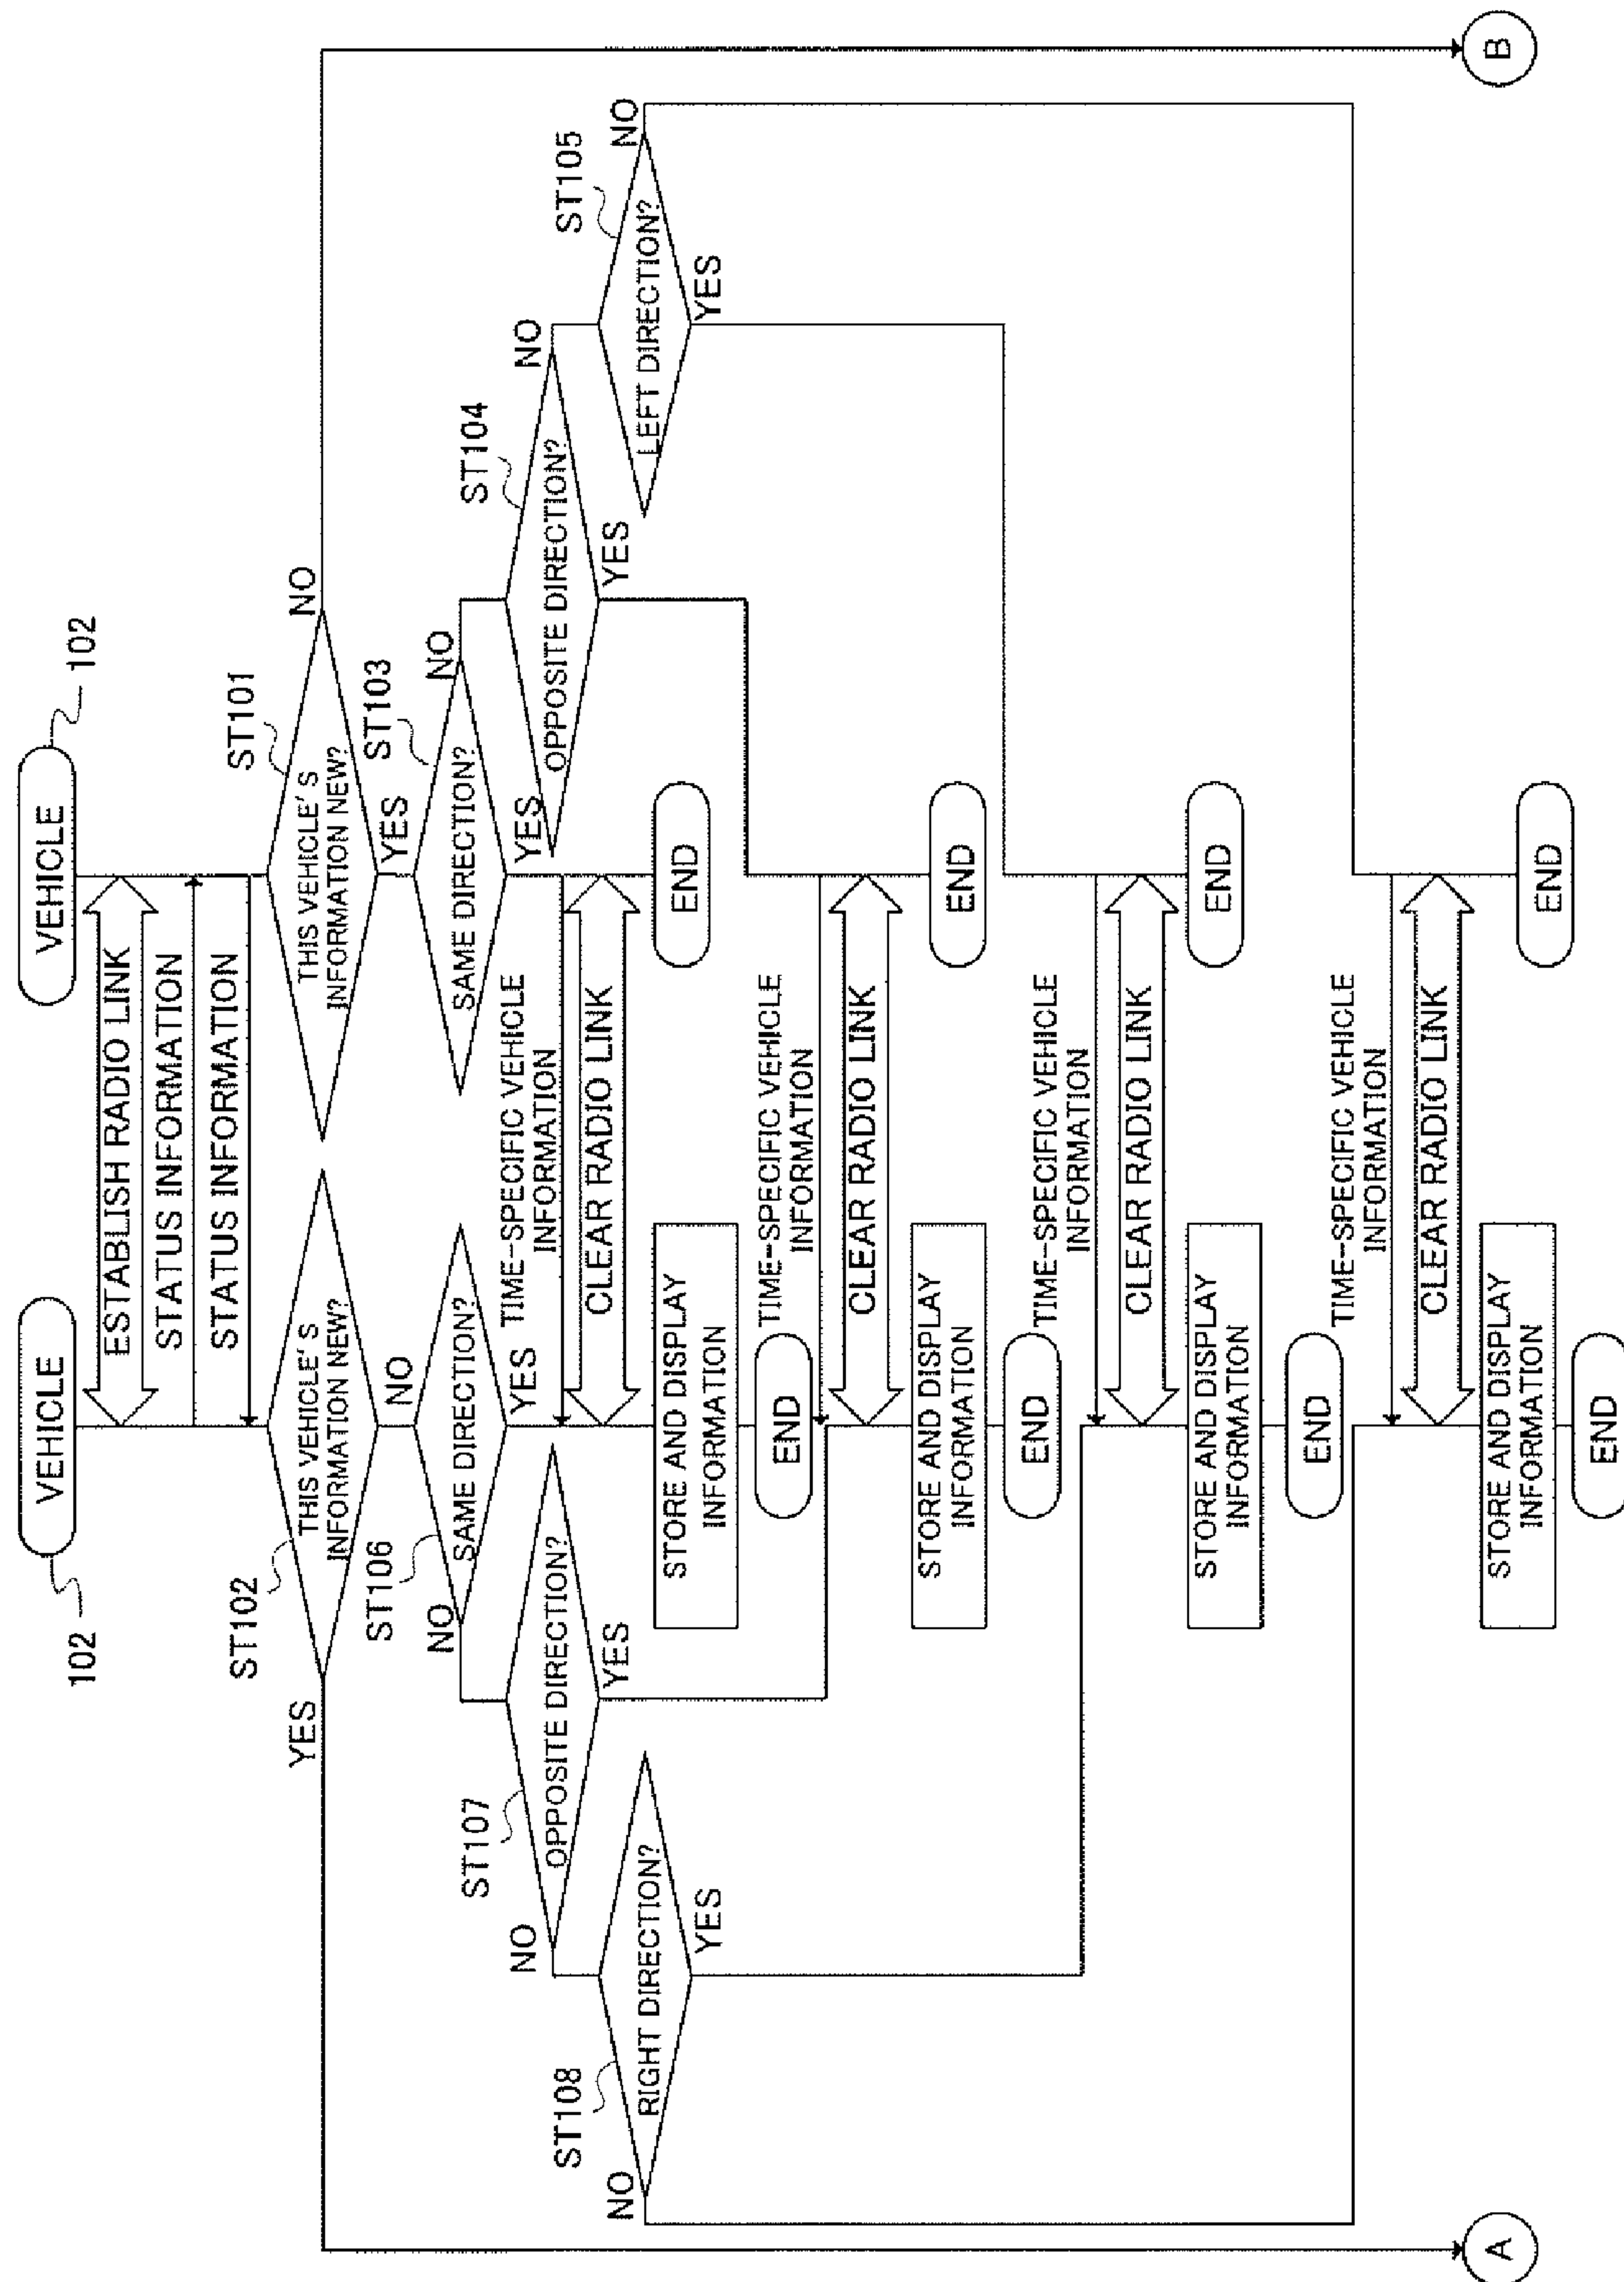 VEHICLE
102
VEHICLE
102
ESTABLISH RADIO LINK
STATUS INFORMATION
STATUS INFORMATION
ST102
THIS VEHICLE'S
INFORMATION NEW?
YES
NO
ST101
THIS VEHICLE'S
INFORMATION NEW?
NO
YES
ST106
SAME DIRECTION?
NO
YES
ST103
SAME DIRECTION?
NO
YES
ST107
OPPOSITE DIRECTION?
NO
YES
ST104
OPPOSITE DIRECTION?
NO
YES
ST108
RIGHT DIRECTION?
NO
YES
ST105
LEFT DIRECTION?
NO
YES
TIME-SPECIFIC VEHICLE
INFORMATION
CLEAR RADIO LINK
STORE AND DISPLAY
INFORMATION
END
END
TIME-SPECIFIC VEHICLE
INFORMATION
CLEAR RADIO LINK
STORE AND DISPLAY
INFORMATION
END
END
TIME-SPECIFIC VEHICLE
INFORMATION
CLEAR RADIO LINK
STORE AND DISPLAY
INFORMATION
END
END
TIME-SPECIFIC VEHICLE
INFORMATION
CLEAR RADIO LINK
STORE AND DISPLAY
INFORMATION
END
END
A
B